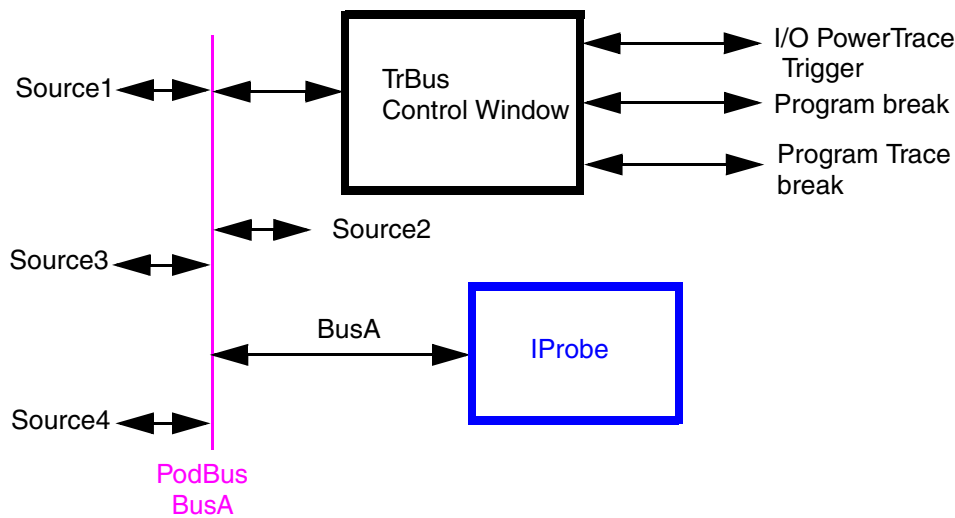 I/O PowerTrace
Trigger
Source1
TrBus
Control Window
Program break
Program Trace
break
Source2
Source3
BusA
IProbe
Source4
PodBus
BusA